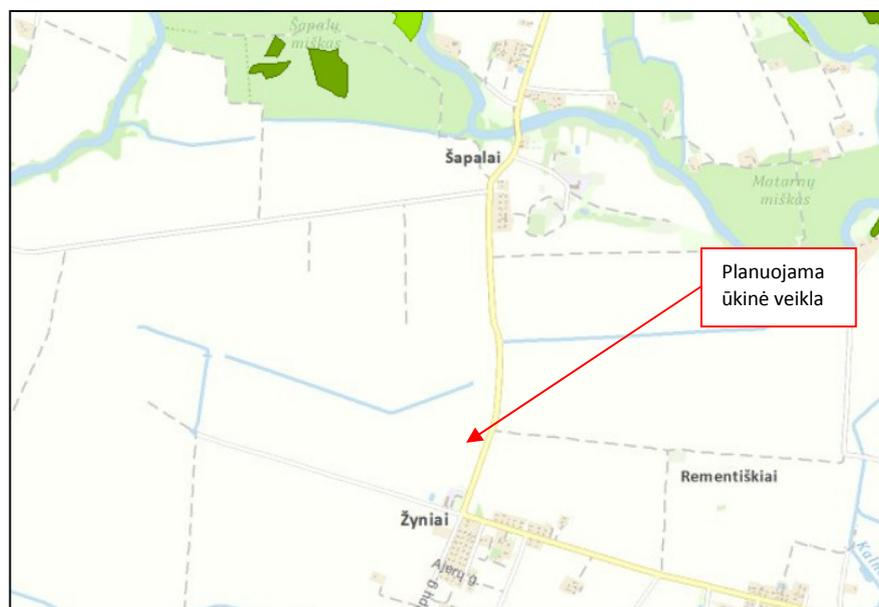 Šapalų
miškas
Šapalai
Matarnų
miškas
Planuojama
ūkinė veikla
Rementiškiai
Žyniai
Ajerų g.